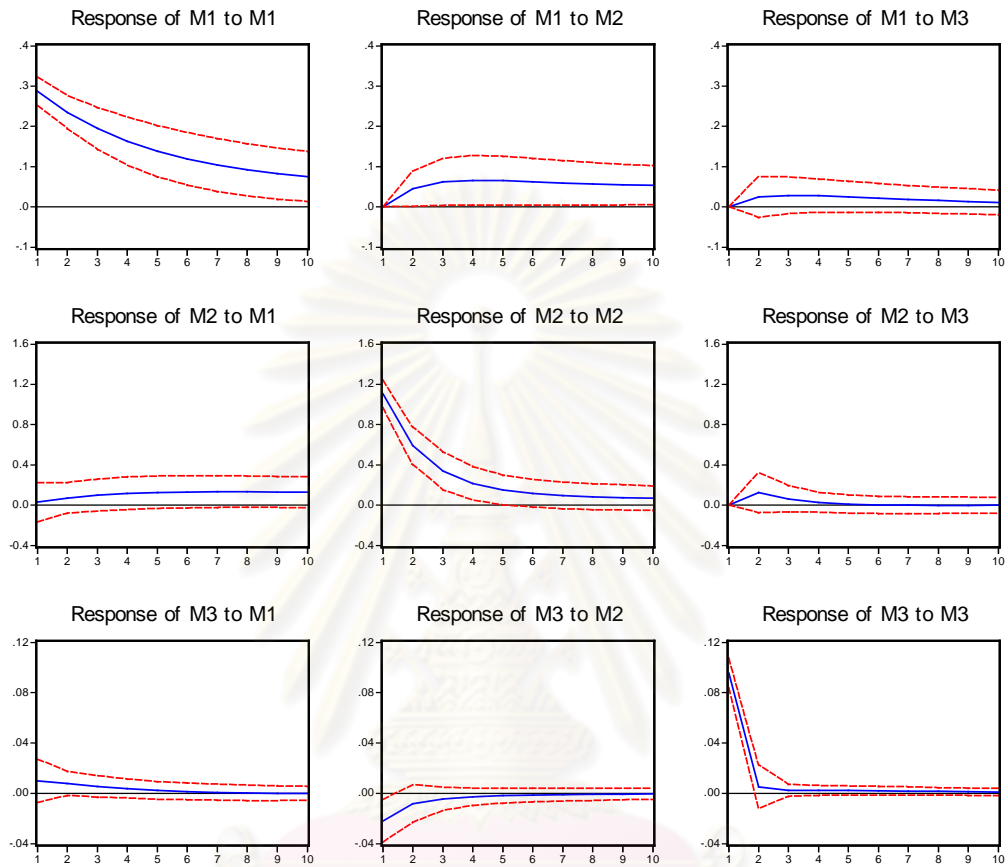 Response of M1 to M1
Response of M1 to M2
Response of M1 to M3
.4
.3
.2
.1
.0
-.1
1 2 3 4 5 6 7 8 9 10
.4
.3
.2
.1
.0
-.1
1 2 3 4 5 6 7 8 9 10
.4
.3
.2
.1
.0
-.1
1 2 3 4 5 6 7 8 9 10
Response of M2 to M1
Response of M2 to M2
Response of M2 to M3
1.6
1.2
0.8
0.4
0.0
-0.4
1 2 3 4 5 6 7 8 9 10
1.6
1.2
0.8
0.4
0.0
-0.4
1 2 3 4 5 6 7 8 9 10
1.6
1.2
0.8
0.4
0.0
-0.4
1 2 3 4 5 6 7 8 9 10
Response of M3 to M1
Response of M3 to M2
Response of M3 to M3
.12
.08
.04
.00
-.04
1 2 3 4 5 6 7 8 9 10
.12
.08
.04
.00
-.04
1 2 3 4 5 6 7 8 9 10
.12
.08
.04
.00
-.04
1 2 3 4 5 6 7 8 9 10